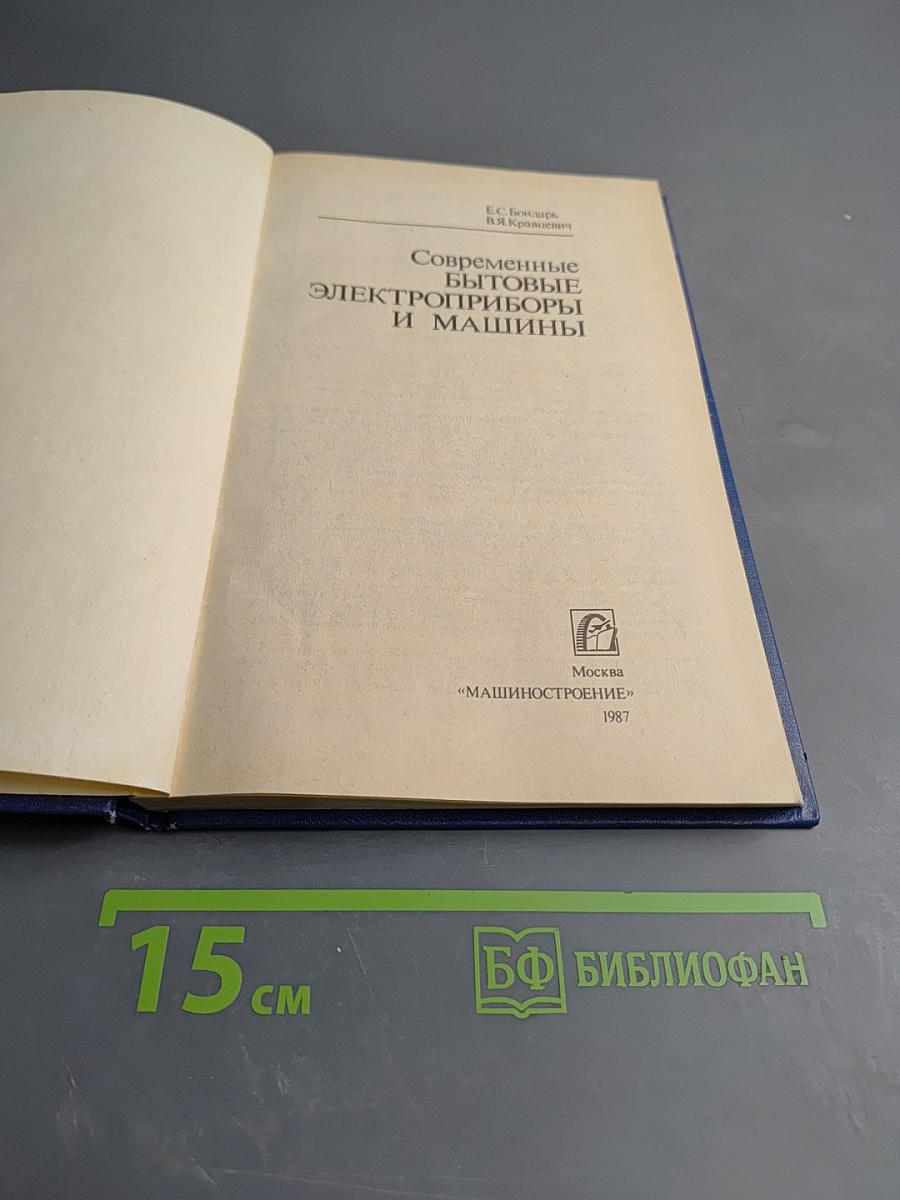 Е.С. Бондарь
В.Я. Кравцевич
Современные
БЫТОВЫЕ
ЭЛЕКТРОПРИБОРЫ
И МАШИНЫ
Москва
«МАШИНОСТРОЕНИЕ»
1987
15 см
БФ БИБЛИОФАН